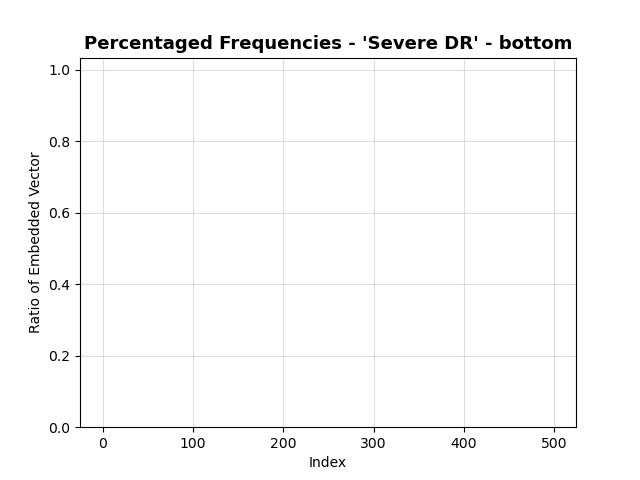 Percentaged Frequencies - 'Severe DR' - bottom
1.0
0.8
0.6
0.4
0.2
0.0
Ratio of Embedded Vector
0 100 200 300 400 500
Index